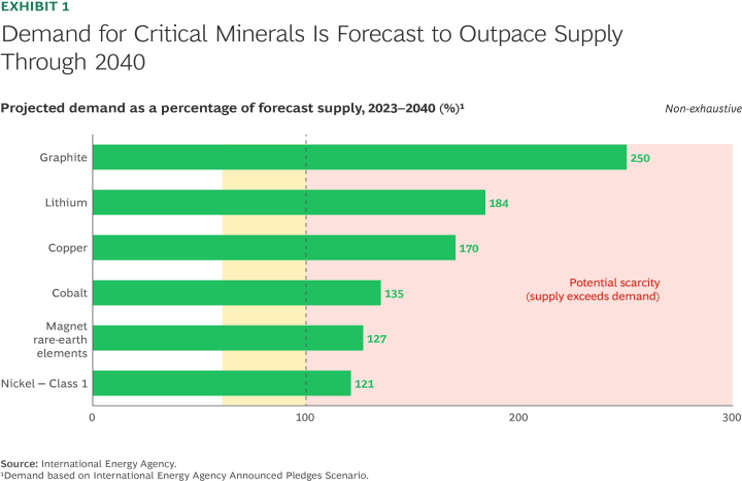 EXHIBIT 1
Demand for Critical Minerals Is Forecast to Outpace Supply
Through 2040
Projected demand as a percentage of forecast supply, 2023–2040 (%)¹
Non-exhaustive
Graphite
250
Lithium
184
Copper
170
Cobalt
135
Potential scarcity
(supply exceeds demand)
Magnet
rare-earth
elements
127
Nickel – Class 1
121
0
100
200
300
Source: International Energy Agency.
¹Demand based on International Energy Agency Announced Pledges Scenario.